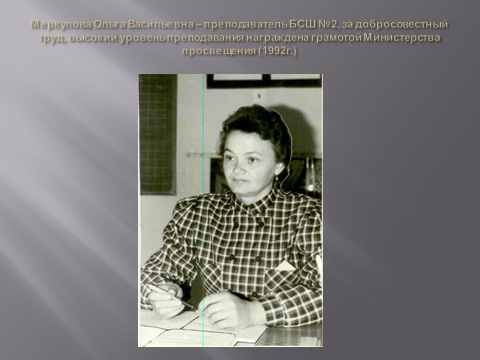 Меркулова Ольга Васильевна – преподаватель БСШ №2, за добросовестный
труд, высокий уровень преподавания награждена грамотой Министерства
просвещения (1992г.)